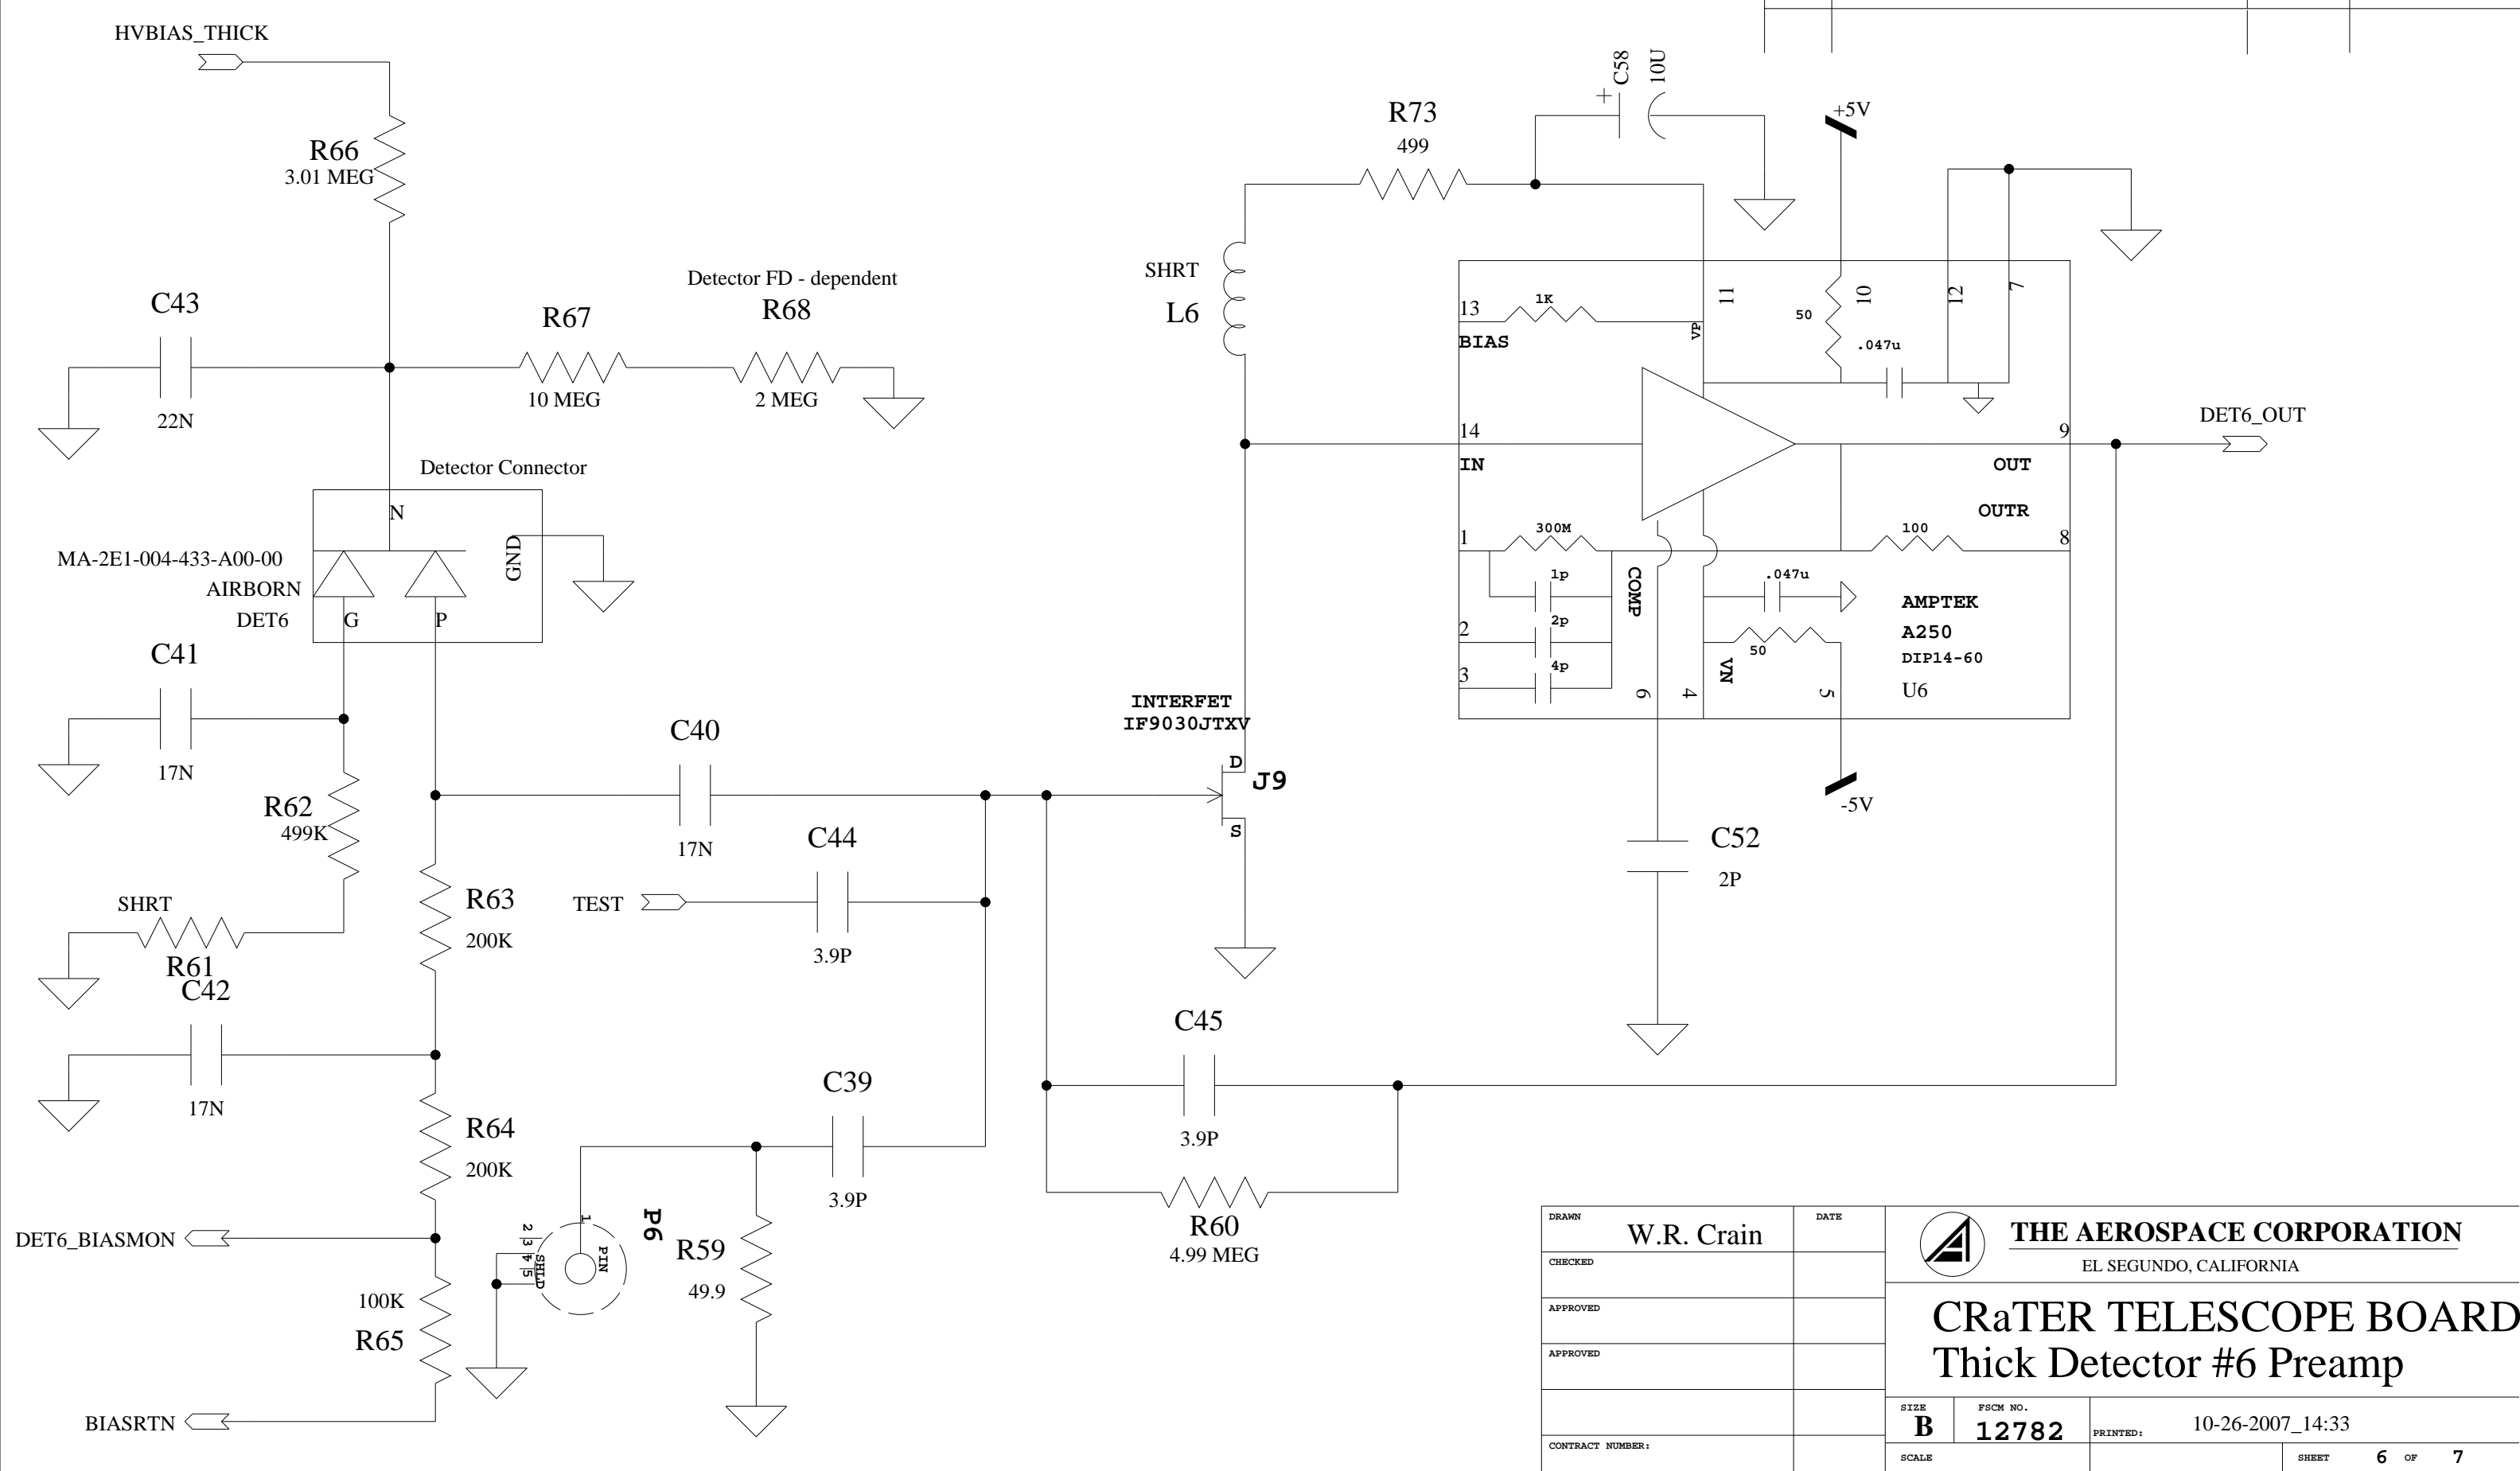 HVBIAS_THICK
R66
3.01 MEG
C43
22N
R67
10 MEG
Detector FD - dependent
R68
2 MEG
Detector Connector
N
GND
MA-2E1-004-433-A00-00
AIRBORN
DET6
G
P
C41
17N
R62
499K
SHRT
R61
C42
17N
R63
200K
R64
200K
DET6_BIASMON
100K
R65
BIASRTN
C40
17N
C44
TEST
3.9P
C39
3.9P
P6
1
2
3
4
5
SHLD
PIN
R59
49.9
C45
3.9P
R60
4.99 MEG
INTERFET
IF9030JTXV
D
J9
S
SHRT
L6
R73
499
C58
10U
+
+5V
13
1K
BIAS
11
VP
50
10
.047u
12
7
14
IN
9
OUT
DET6_OUT
OUTR
1
300M
100
8
1p
COMP
.047u
2
2p
3
4p
6
4
VN
50
5
AMPTEK
A250
DIP14-60
U6
-5V
C52
2P
DRAWN
W.R. Crain
DATE
CHECKED
APPROVED
APPROVED
CONTRACT NUMBER:
THE AEROSPACE CORPORATION
EL SEGUNDO, CALIFORNIA
CRaTER TELESCOPE BOARD
Thick Detector #6 Preamp
SIZE
B
FSCM NO.
12782
PRINTED:
10-26-2007_14:33
SCALE
SHEET 6 OF 7